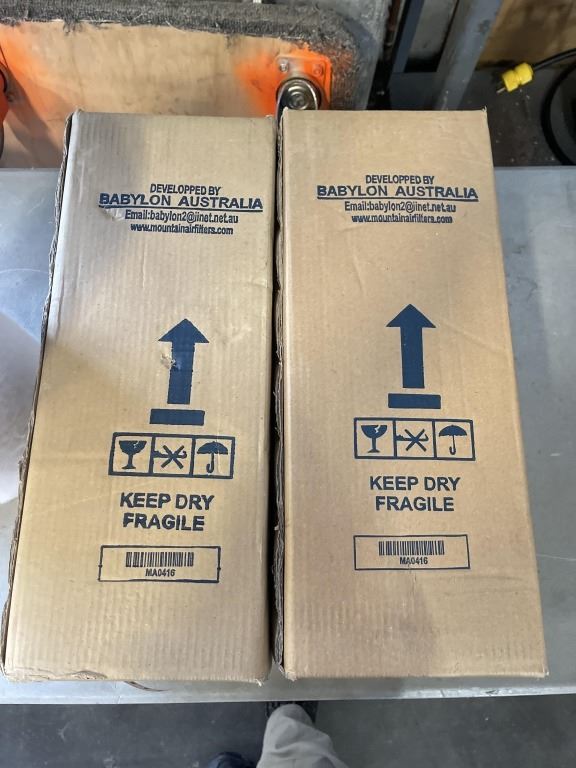 DEVELOPPED BY
BABYLON AUSTRALIA
Email:babylon2@iinet.net.au
www.mountainairfilters.com
KEEP DRY
FRAGILE
MA0416
DEVELOPPED BY
BABYLON AUSTRALIA
Email:babylon2@iinet.net.au
www.mountainairfilters.com
KEEP DRY
FRAGILE
MA0416